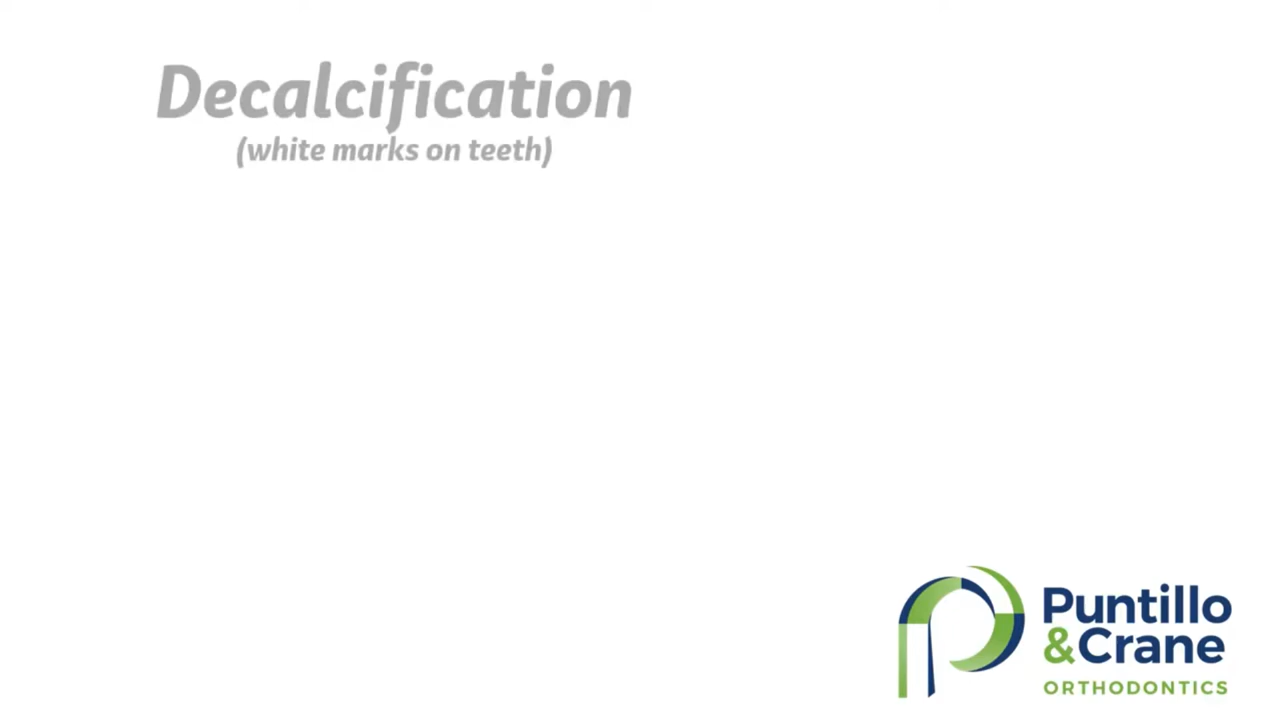 Decalcification
(white marks on teeth)
Puntillo
&Crane
ORTHODONTICS